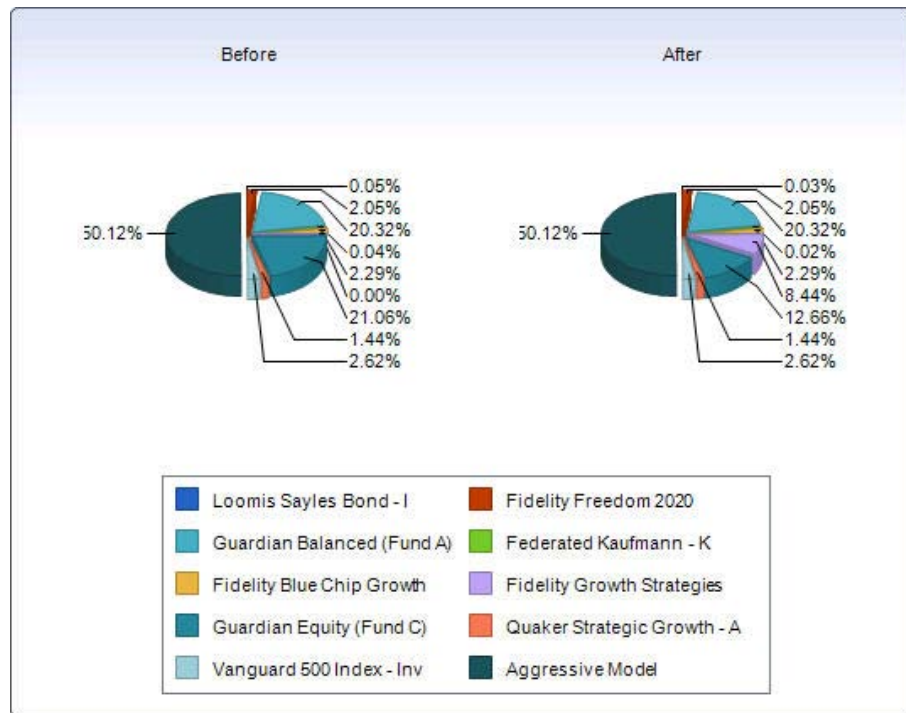 Before
After
0.05%
2.05%
50.12%
20.32%
0.04%
2.29%
0.00%
21.06%
1.44%
2.62%
0.03%
2.05%
50.12%
20.32%
0.02%
2.29%
8.44%
12.66%
1.44%
2.62%
Loomis Sayles Bond - I
Fidelity Freedom 2020
Guardian Balanced (Fund A)
Federated Kaufmann - K
Fidelity Blue Chip Growth
Fidelity Growth Strategies
Guardian Equity (Fund C)
Quaker Strategic Growth - A
Vanguard 500 Index - Inv
Aggressive Model